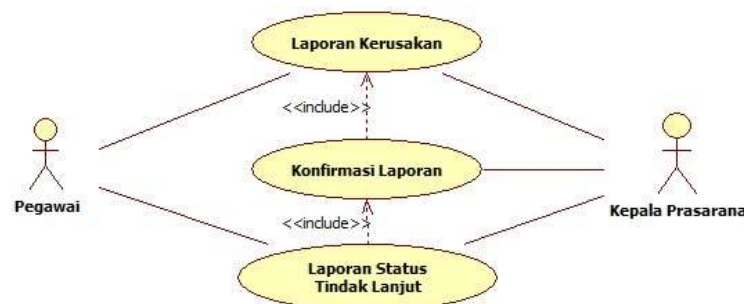 Laporan Kerusakan
<<include>>
Konfirmasi Laporan
Pegawai
Kepala Prasarana
<<include>>
Laporan Status
Tindak Lanjut